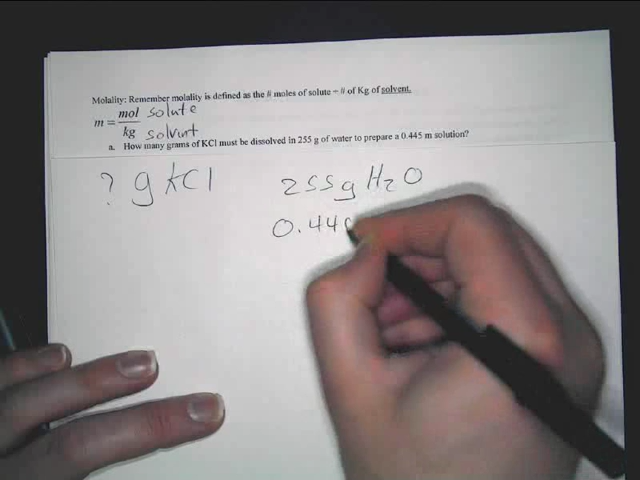 Molality: Remember molality is defined as the # moles of solute ÷ # of Kg of solvent.
m = mol/kg solute solvent
a. How many grams of KCl must be dissolved in 255 g of water to prepare a 0.445 m solution?
? g KCl 255 g H2O
0.44